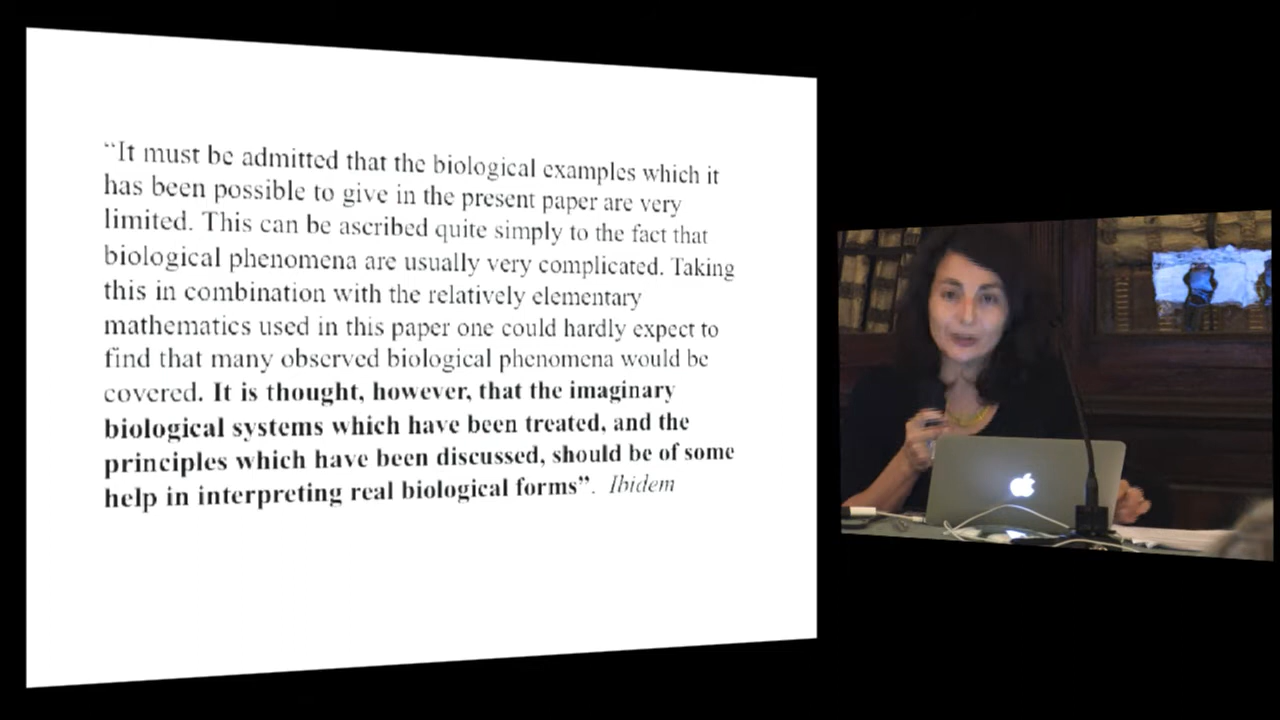 “It must be admitted that the biological examples which it
has been possible to give in the present paper are very
limited. This can be ascribed quite simply to the fact that
biological phenomena are usually very complicated. Taking
this in combination with the relatively elementary
mathematics used in this paper one could hardly expect to
find that many observed biological phenomena would be
covered. It is thought, however, that the imaginary
biological systems which have been treated, and the
principles which have been discussed, should be of some
help in interpreting real biological forms”. Ibidem